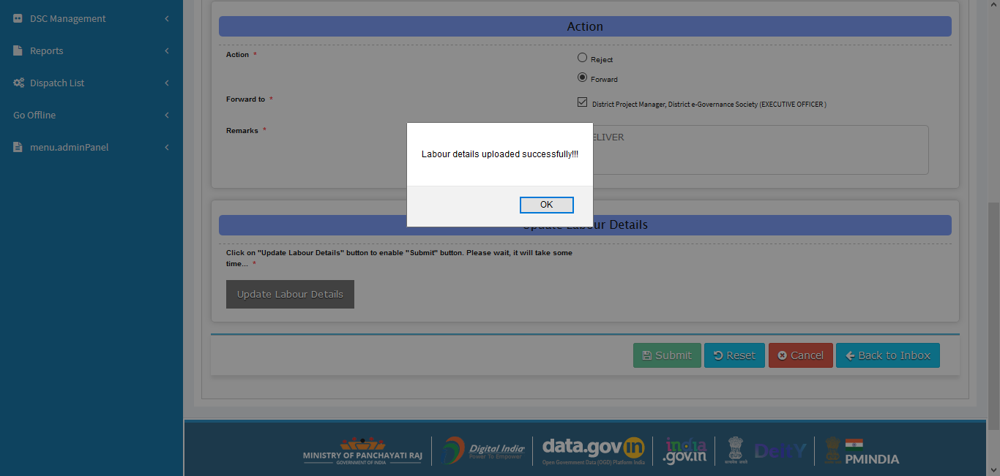 DSC Management
Reports
Dispatch List
Go Offline
menu.adminPanel
Action
Action *
Reject
Forward
Forward to *
District Project Manager, District e-Governance Society (EXECUTIVE OFFICER )
Remarks *
ELIVER
Labour details uploaded successfully!!!
OK
Update Labour Details
Click on "Update Labour Details" button to enable "Submit" button. Please wait, it will take some
time... *
Update Labour Details
Submit
Reset
Cancel
Back to Inbox
MINISTRY OF PANCHAYATI RAJ
GOVERNMENT OF INDIA
Digital India
Power To Empower
data.gov in
Open Government Data (OGD) Platform India
india
.gov.in
सत्यमेव जयते
DeitY
PMINDIA